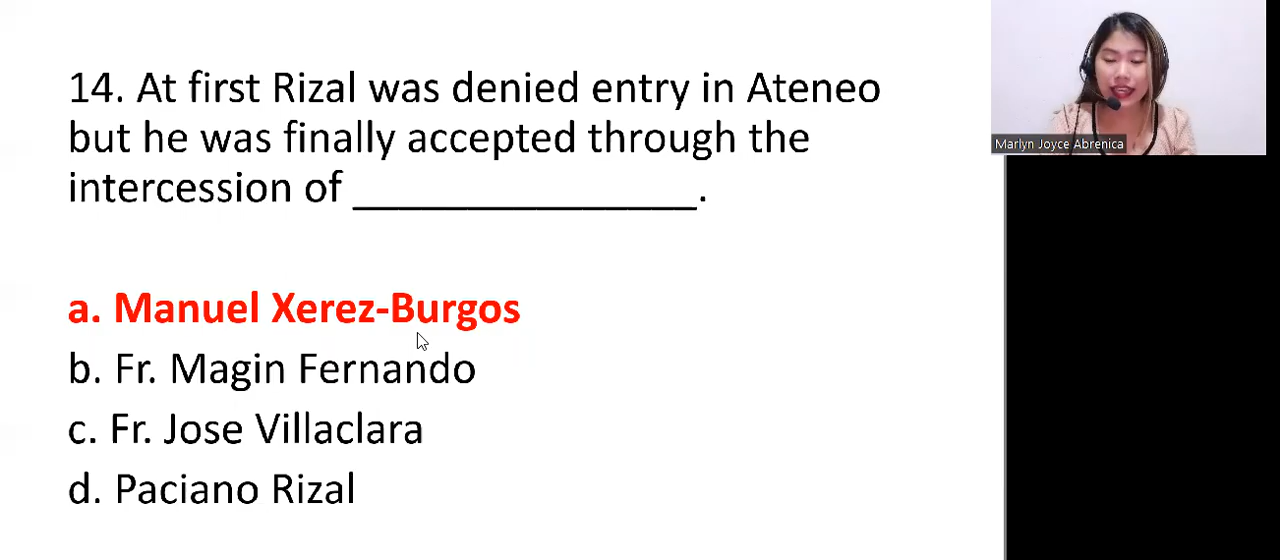 14. At first Rizal was denied entry in Ateneo
but he was finally accepted through the
intercession of _______________.
a. Manuel Xerez-Burgos
b. Fr. Magin Fernando
c. Fr. Jose Villaclara
d. Paciano Rizal
Marlyn Joyce Abrenica